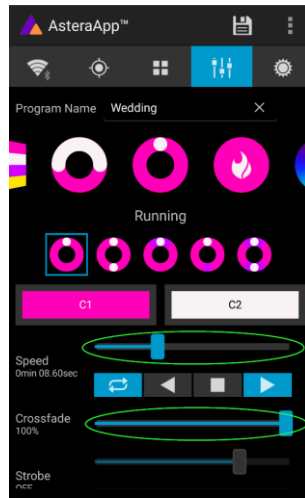 AsteraApp™
Program Name Wedding
Running
C1 C2
Speed
0min 08.60sec
Crossfade
100%
Strobe
OFF